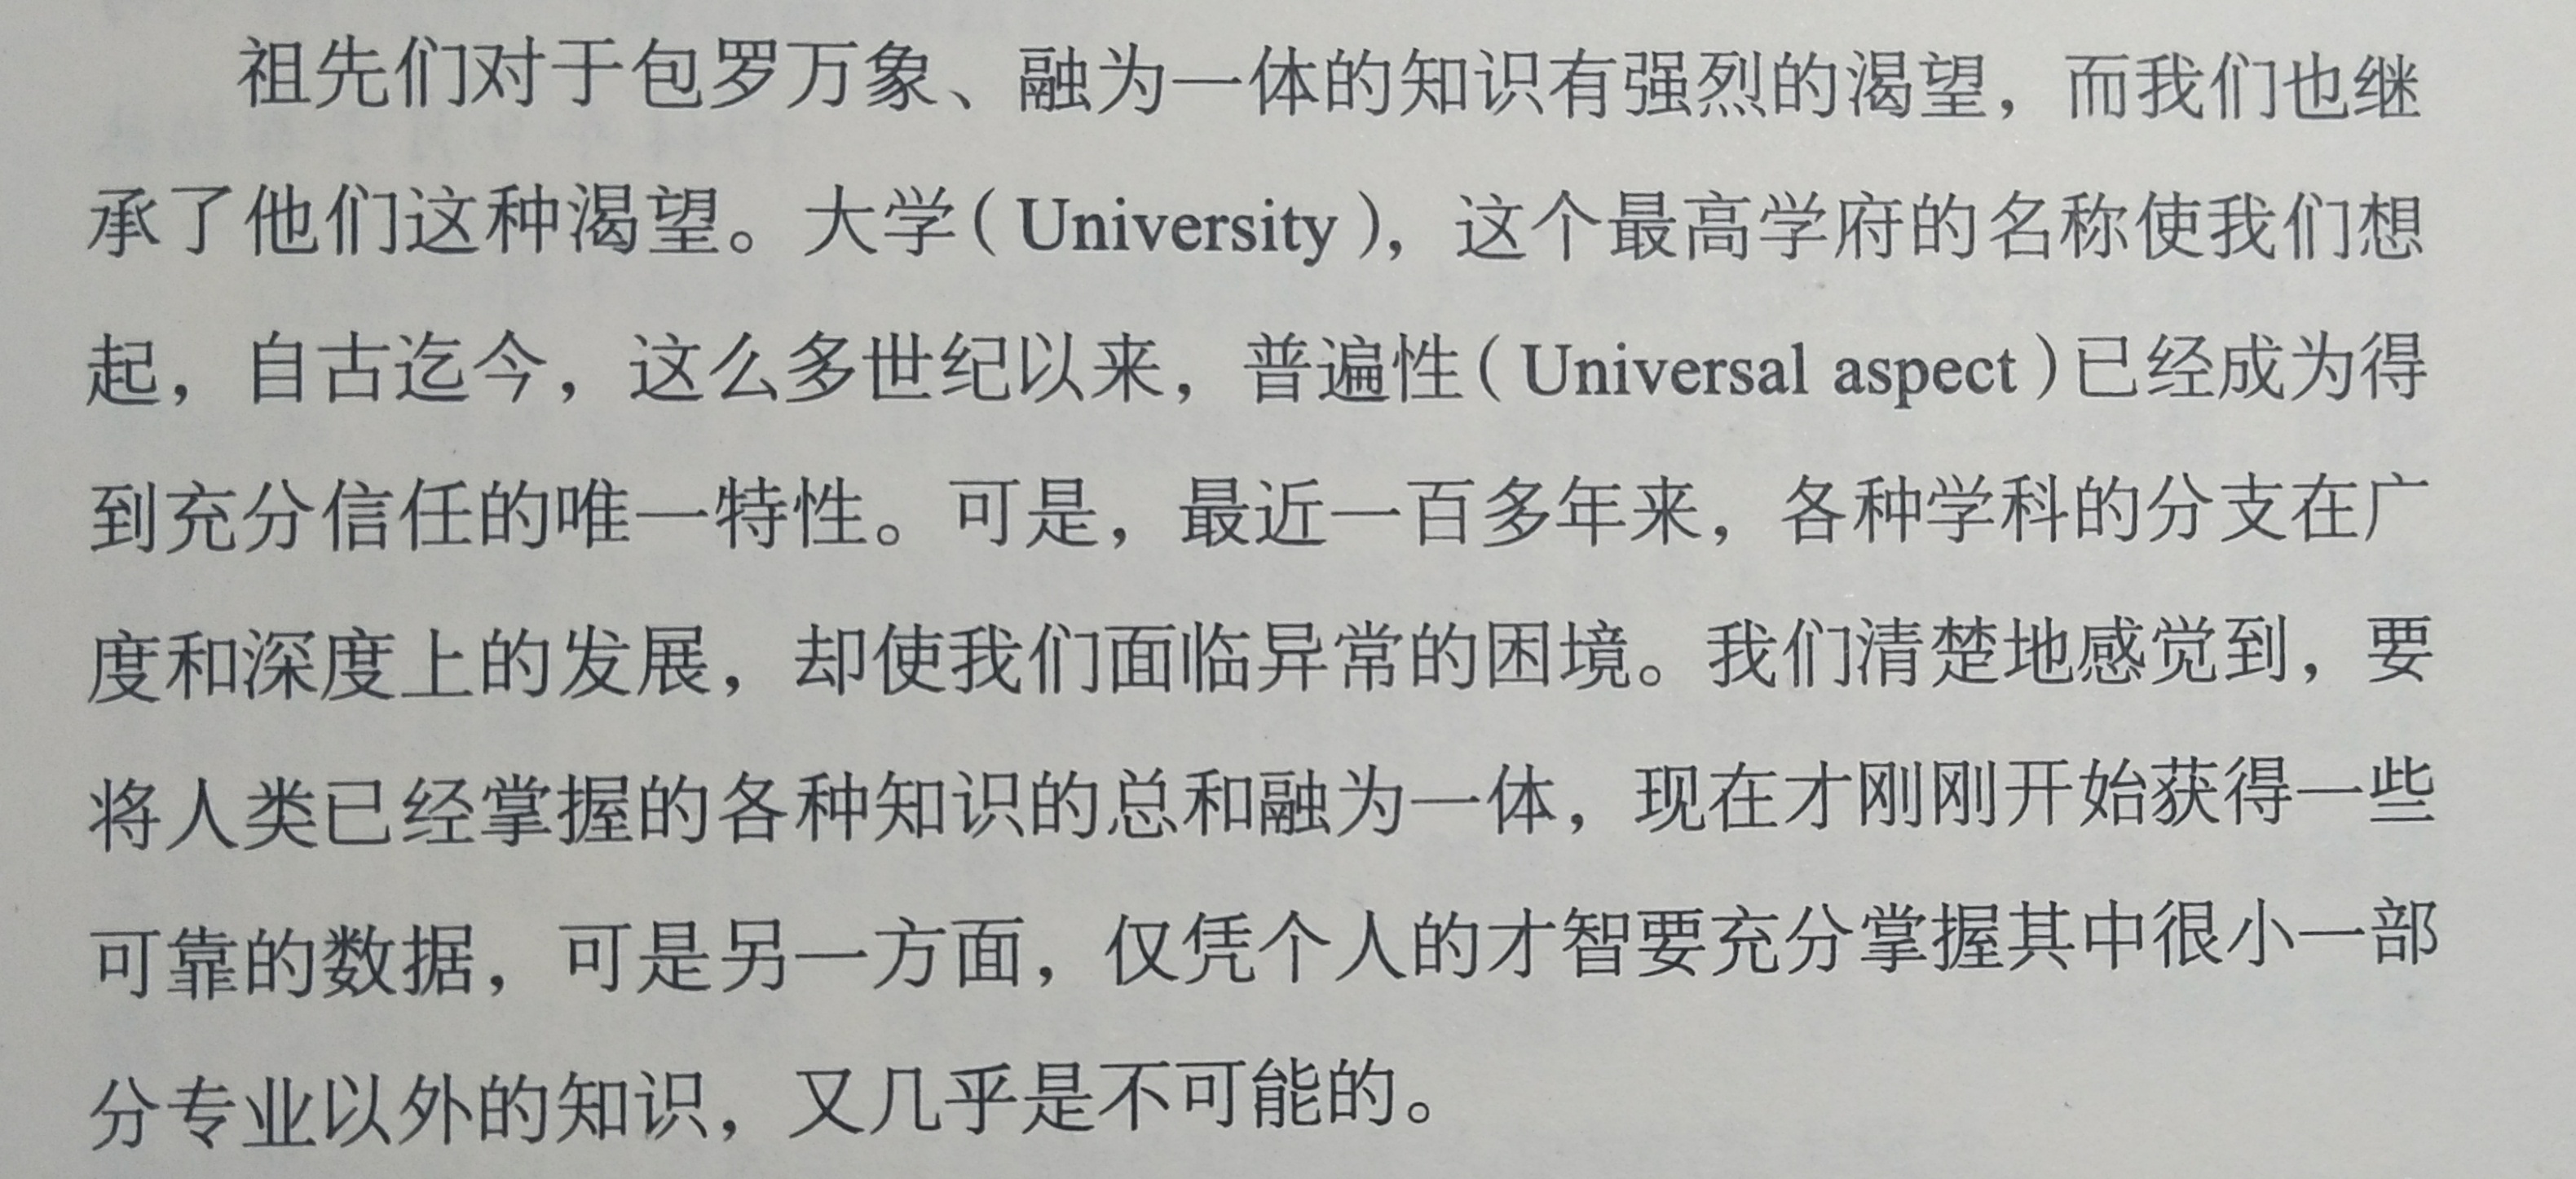 祖先们对于包罗万象、融为一体的知识有强烈的渴望，而我们也继
承了他们这种渴望。大学（University），这个最高学府的名称使我们想
起，自古迄今，这么多世纪以来，普遍性（Universal aspect）已经成为得
到充分信任的唯一特性。可是，最近一百多年来，各种学科的分支在广
度和深度上的发展，却使我们面临异常的困境。我们清楚地感觉到，要
将人类已经掌握的各种知识的总和融为一体，现在才刚刚开始获得一些
可靠的数据，可是另一方面，仅凭个人的才智要充分掌握其中很小一部
分专业以外的知识，又几乎是不可能的。